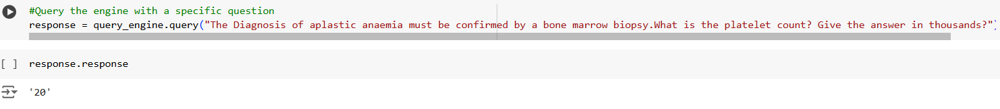 #Query the engine with a specific question
response = query_engine.query("The Diagnosis of aplastic anaemia must be confirmed by a bone marrow biopsy.What is the platelet count? Give the answer in thousands?")
[ ] response.response
'20'